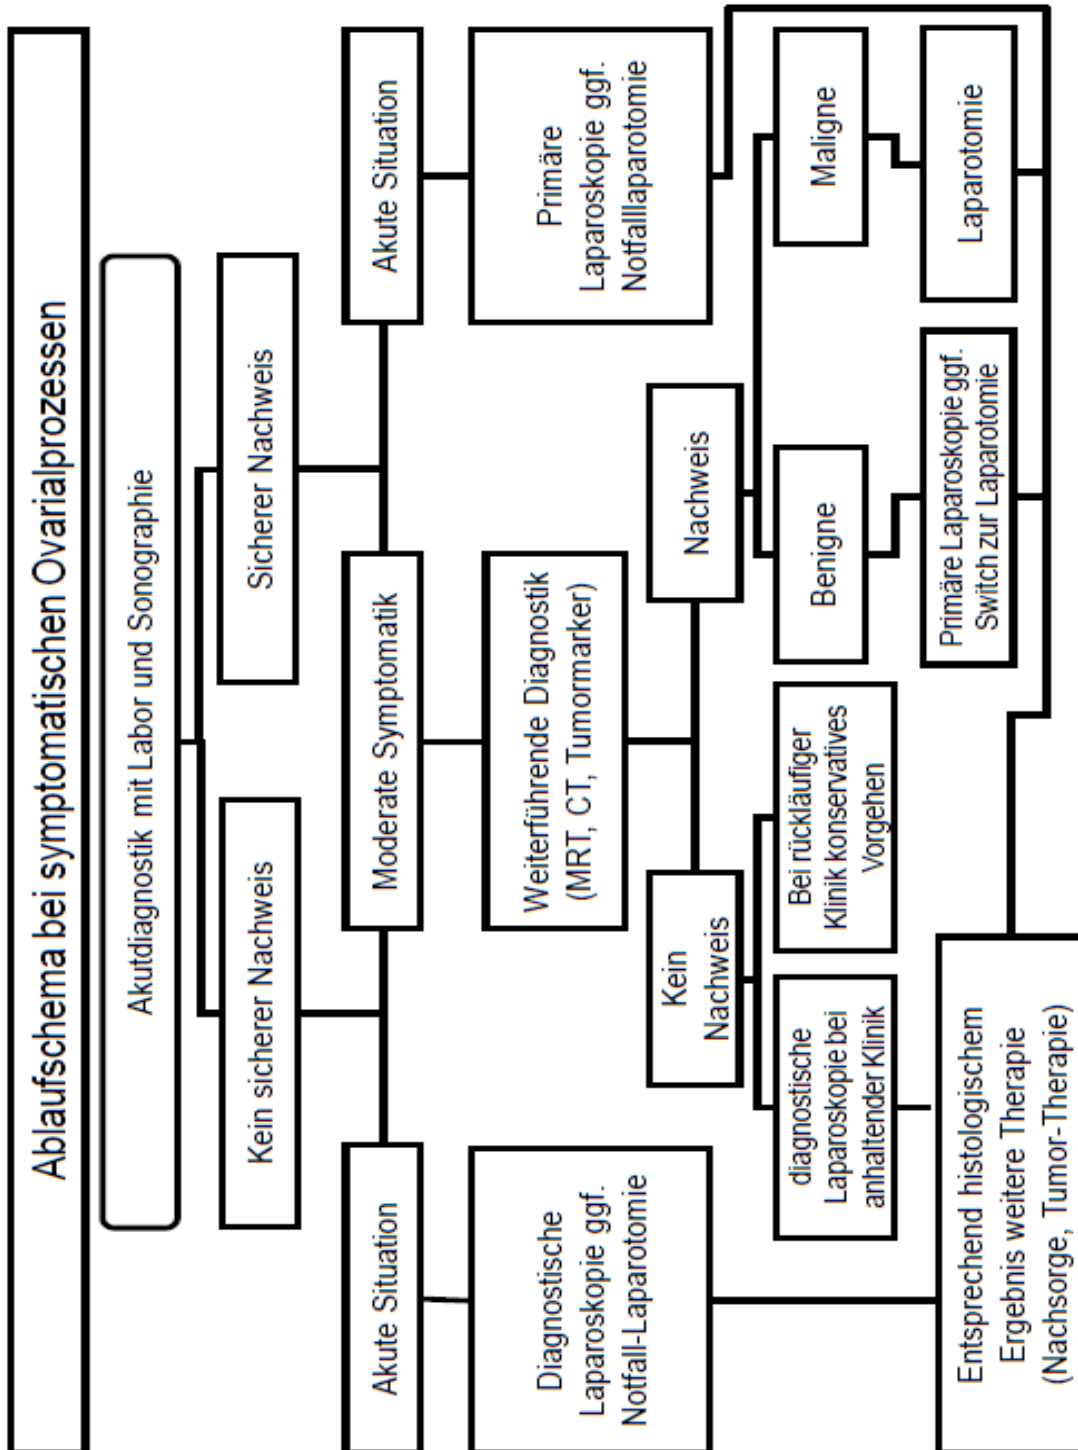 Ablaufschema bei symptomatischen Ovarialprozessen
Akutdiagnostik mit Labor und Sonographie
Kein sicherer Nachweis
Sicherer Nachweis
Akute Situation
Moderate Symptomatik
Akute Situation
Diagnostische
Laparoskopie ggf.
Notfall-Laparotomie
Weiterführende Diagnostik
(MRT, CT, Tumormarker)
Primäre
Laparoskopie ggf.
Notfalllaparotomie
Kein
Nachweis
Nachweis
diagnostische
Laparoskopie bei
anhaltender Klinik
Bei rückläufiger
Klinik konservatives
Vorgehen
Benigne
Maligne
Primäre Laparoskopie ggf.
Switch zur Laparotomie
Laparotomie
Entsprechend histologischem
Ergebnis weitere Therapie
(Nachsorge, Tumor-Therapie)